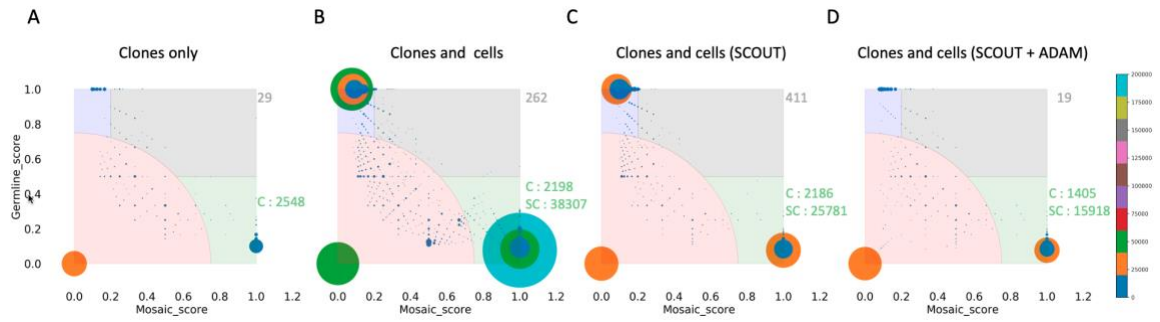 A
B
C
D
Clones only
Clones and cells
Clones and cells (SCOUT)
Clones and cells (SCOUT + ADAM)
Germline_score
1.0
0.8
0.6
0.4
0.2
0.0
29
262
411
19
C : 2548
C : 2198
SC : 38307
C : 2186
SC : 25781
C : 1405
SC : 15918
0.0 0.2 0.4 0.6 0.8 1.0 1.2
0.0 0.2 0.4 0.6 0.8 1.0 1.2
0.0 0.2 0.4 0.6 0.8 1.0 1.2
0.0 0.2 0.4 0.6 0.8 1.0 1.2
Mosaic_score
Mosaic_score
Mosaic_score
Mosaic_score
200000
175000
150000
125000
100000
75000
50000
25000
0